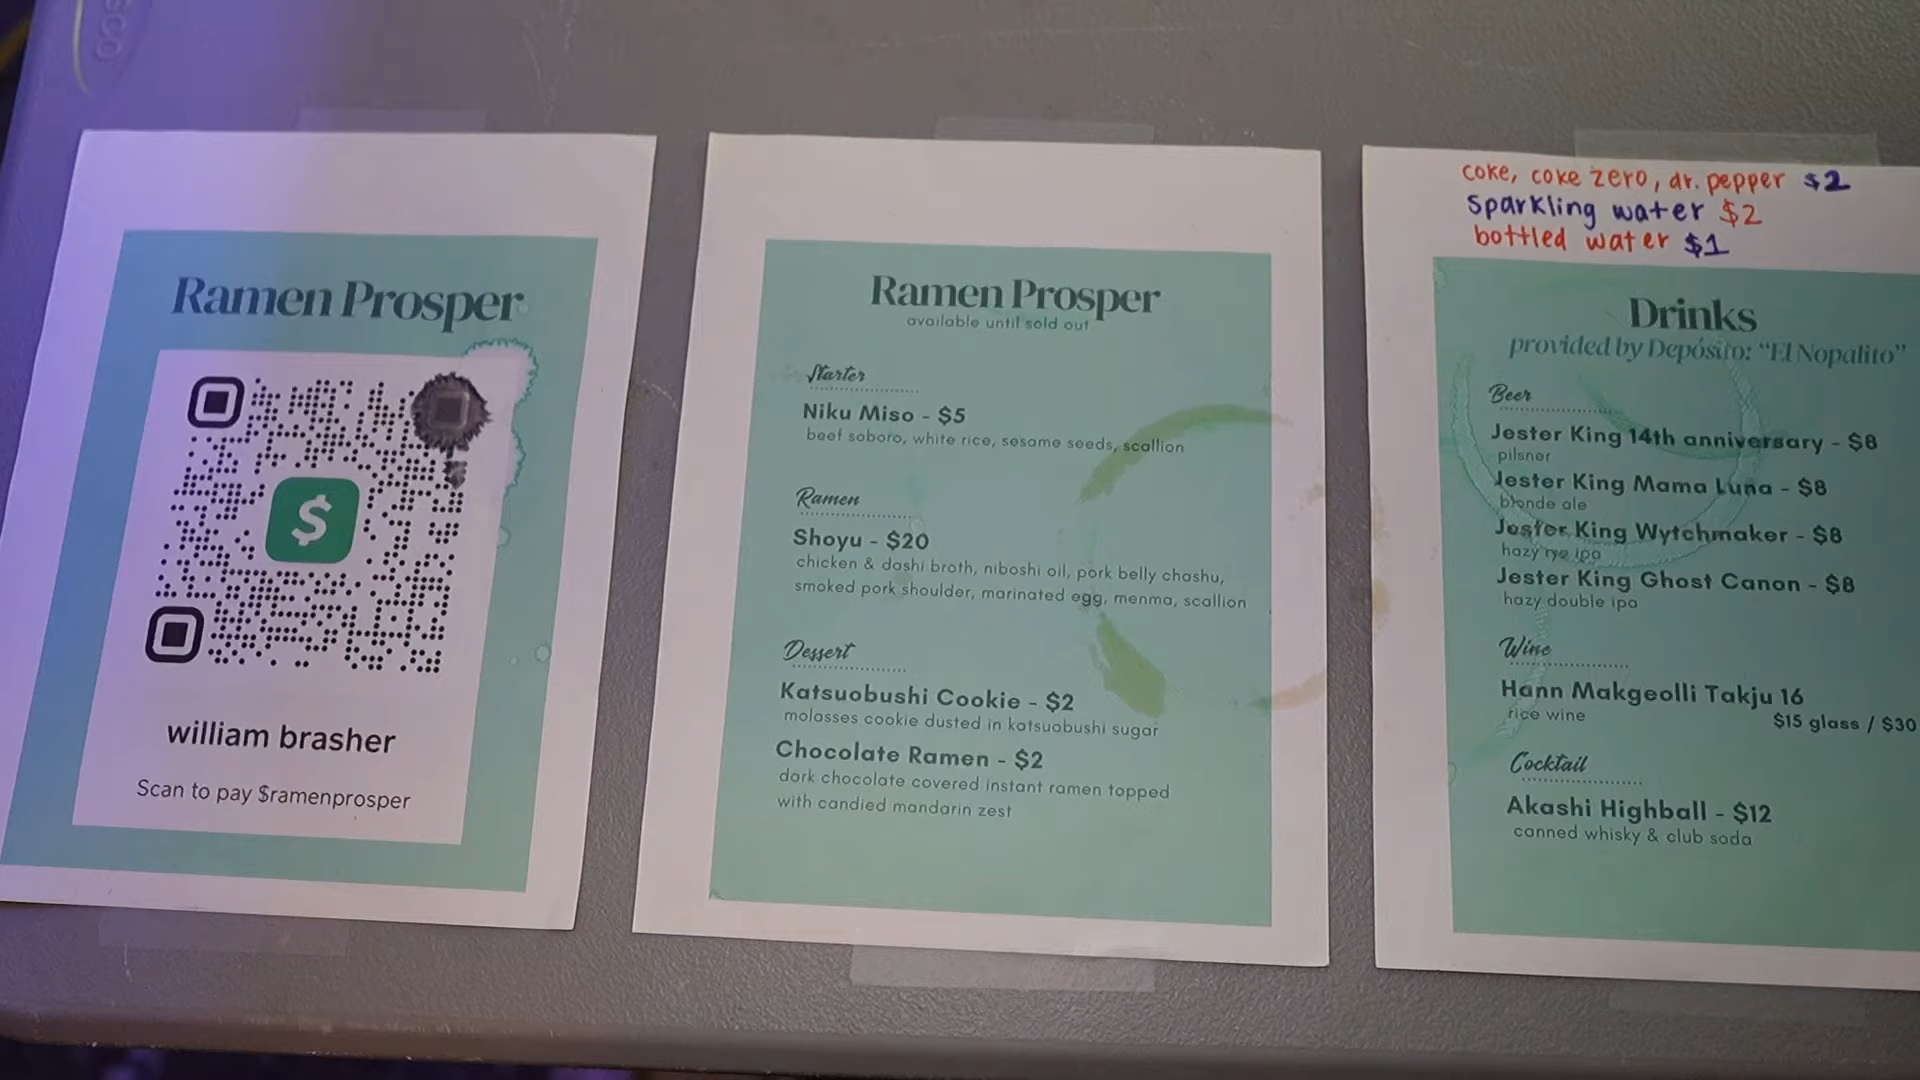 Ramen Prosper
$
william brasher
Scan to pay $ramenprosper
Ramen Prosper
available until sold out
Starter
Niku Miso - $5
beef soboro, white rice, sesame seeds, scallion
Ramen
Shoyu - $20
chicken & dashi broth, niboshi oil, pork belly chashu,
smoked pork shoulder, marinated egg, menma, scallion
Dessert
Katsuobushi Cookie - $2
molasses cookie dusted in katsuobushi sugar
Chocolate Ramen - $2
dark chocolate covered instant ramen topped
with candied mandarin zest
coke, coke zero, dr. pepper $2
sparkling water $2
bottled water $1
Drinks
provided by Depósito: “El Nopalito”
Beer
Jester King 14th anniversary - $8
pilsner
Jester King Mama Luna - $8
blonde ale
Jester King Wytchmaker - $8
hazy rye ipa
Jester King Ghost Canon - $8
hazy double ipa
Wine
Hann Makgeolli Takju 16
rice wine
$15 glass / $30
Cocktail
Akashi Highball - $12
canned whisky & club soda